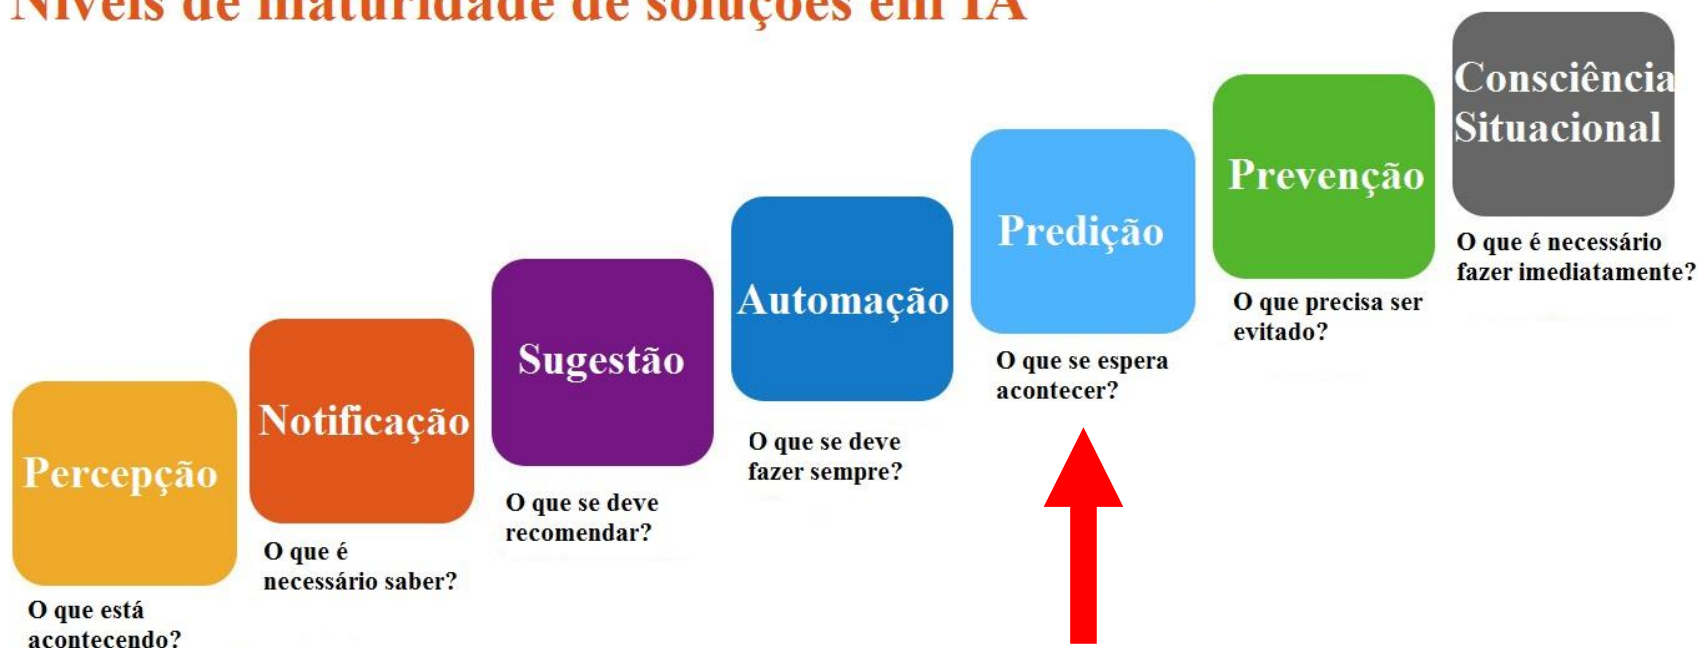 Níveis de maturidade de soluções em IA
Percepção
O que está
acontecendo?
Notificação
O que é
necessário saber?
Sugestão
O que se deve
recomendar?
Automação
O que se deve
fazer sempre?
Predição
O que se espera
acontecer?
Prevenção
O que precisa ser
evitado?
Consciência
Situacional
O que é necessário
fazer imediatamente?